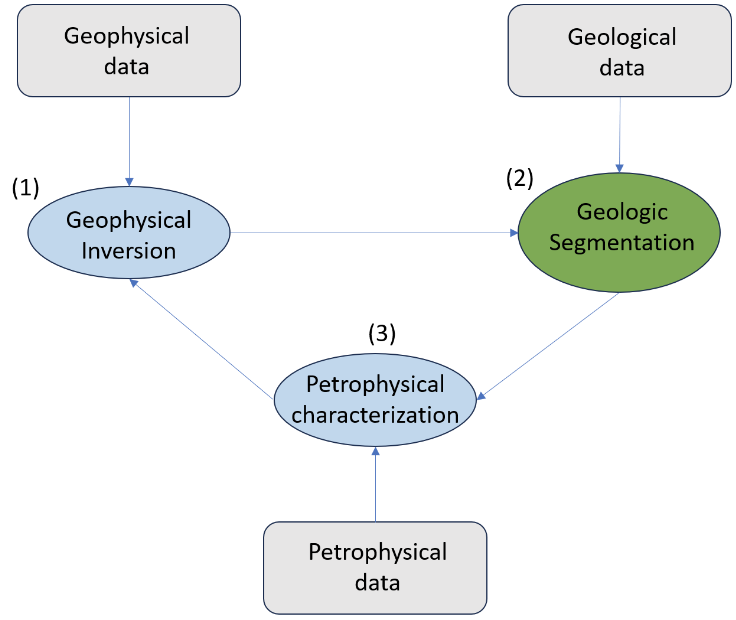 Geophysical
data
Geological
data
(1)
Geophysical
Inversion
(2)
Geologic
Segmentation
(3)
Petrophysical
characterization
Petrophysical
data